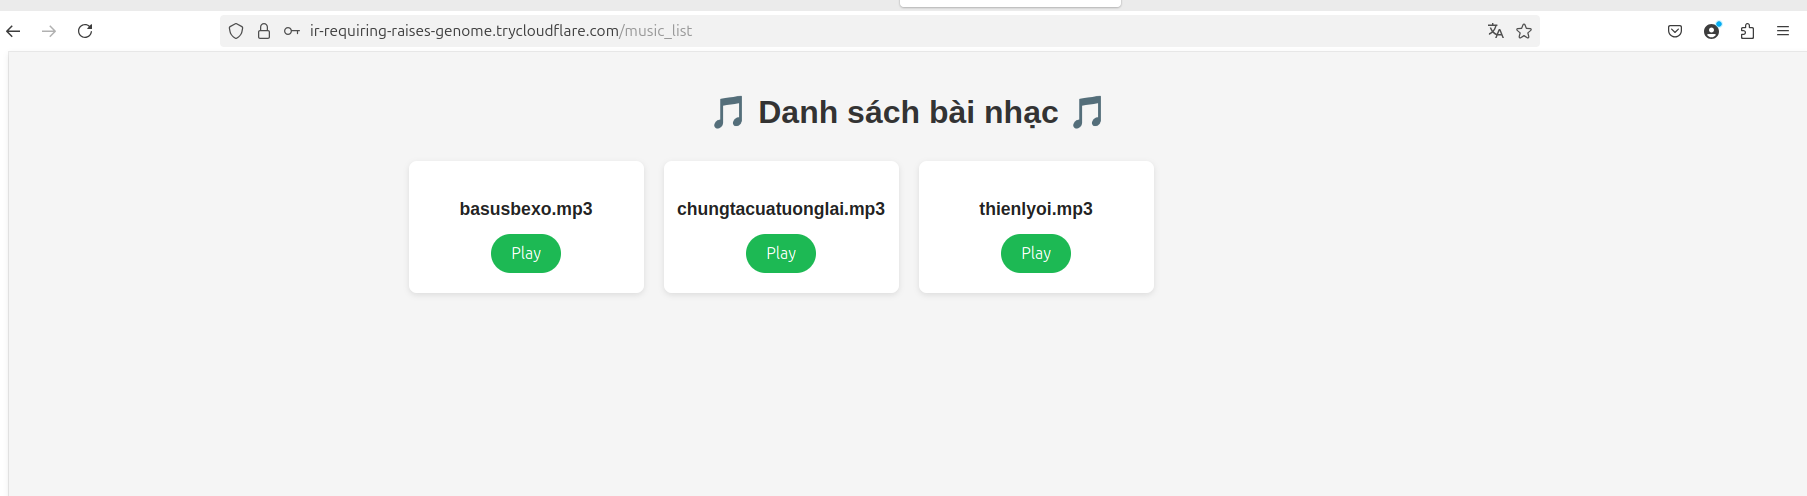 ir-requiring-raises-genome.trycloudflare.com/music_list
🎵 Danh sách bài nhạc 🎵
basusbexo.mp3
Play
chungtacuatuonglai.mp3
Play
thienlyoi.mp3
Play